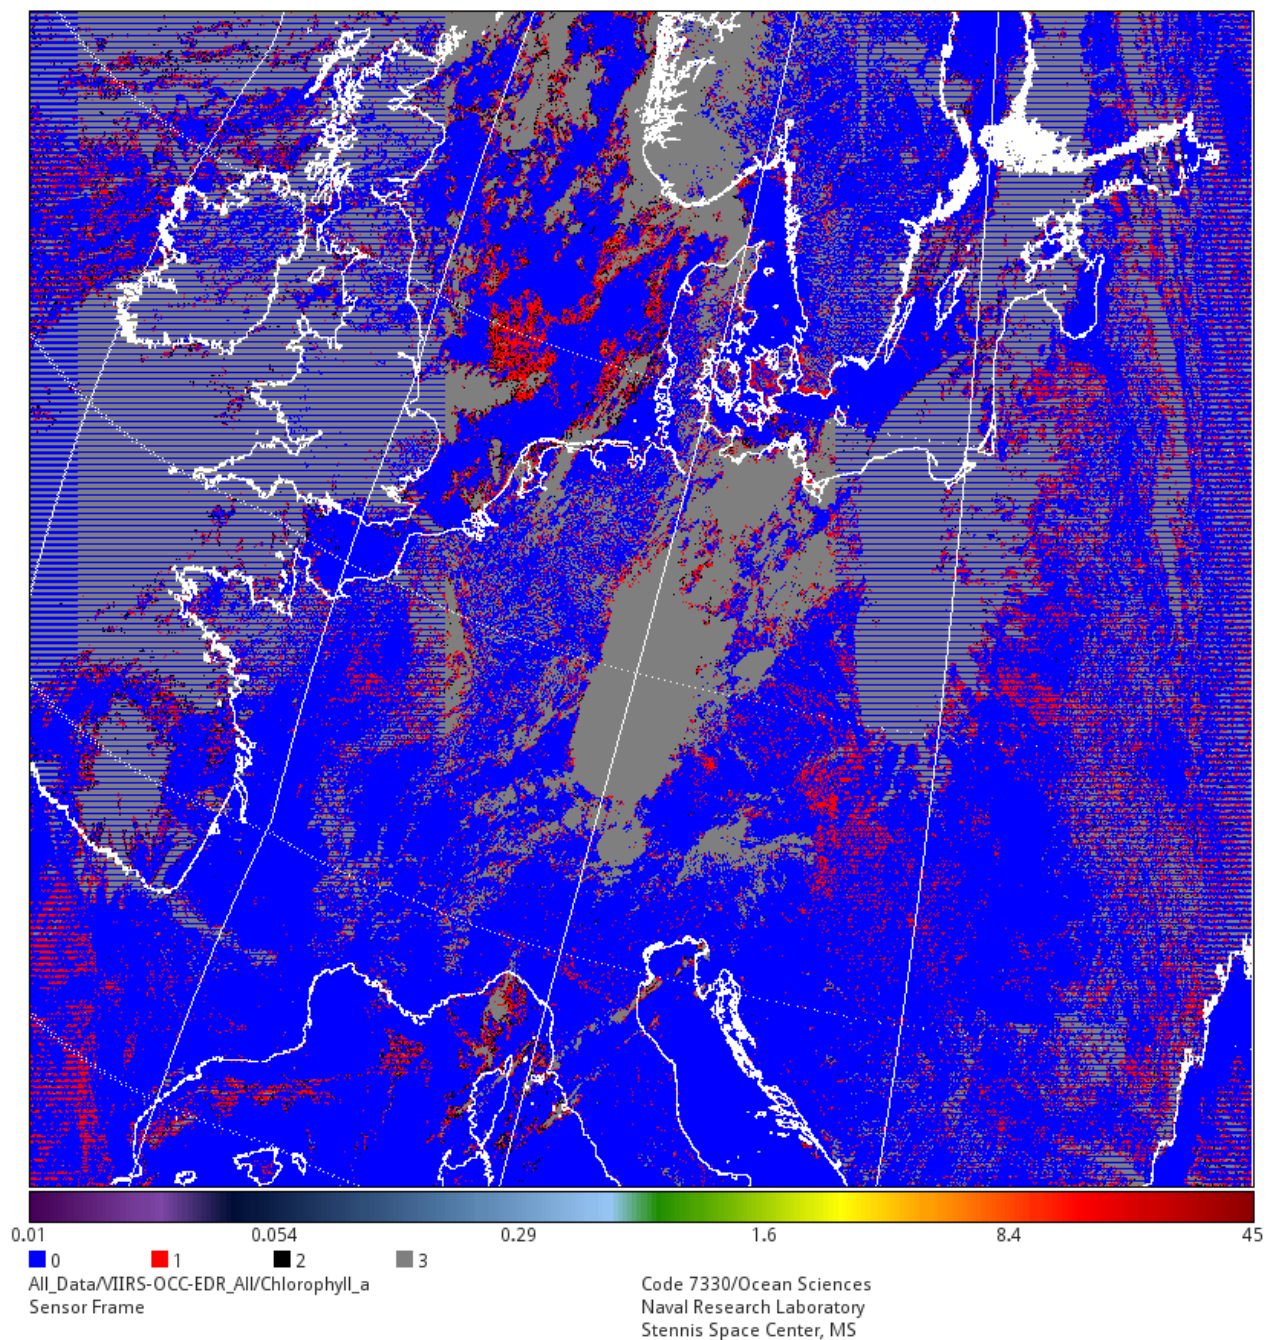 0.01 0.054 0.29 1.6 8.4 45
0 1 2 3
All_Data/VIIRS-OCC-EDR_All/Chlorophyll_a
Sensor Frame
Code 7330/Ocean Sciences
Naval Research Laboratory
Stennis Space Center, MS